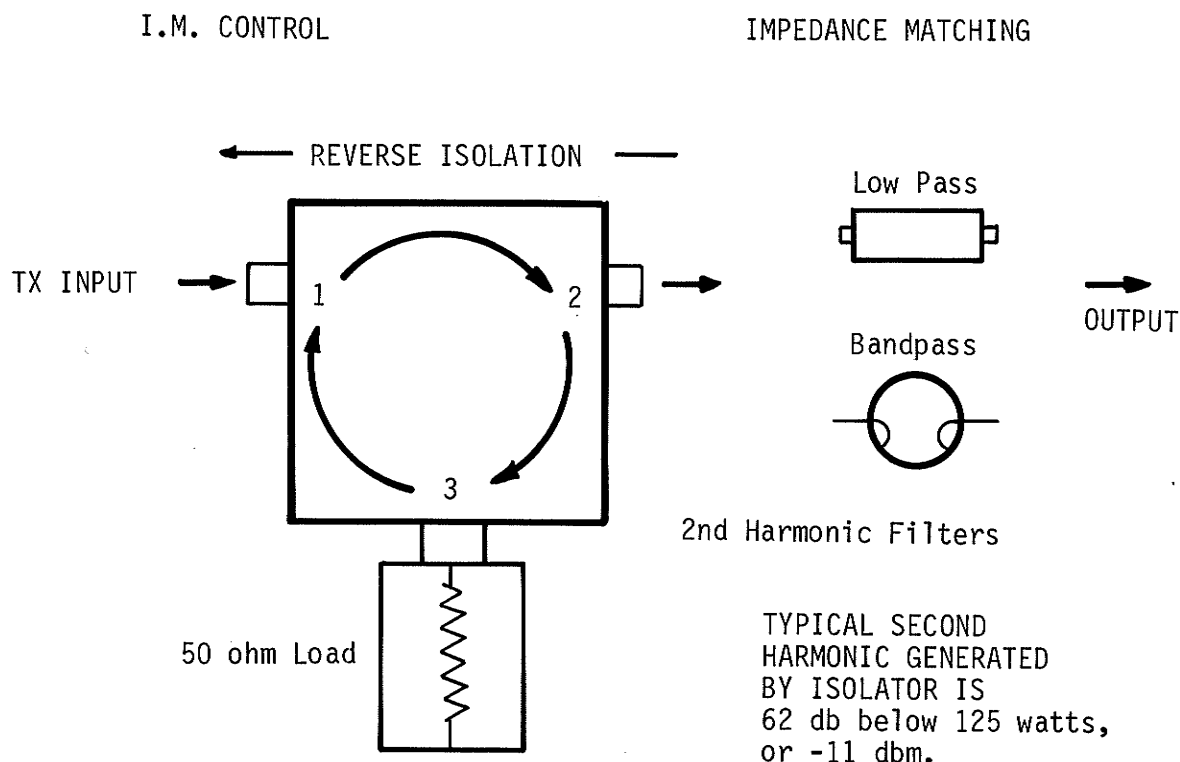 I.M. CONTROL
IMPEDANCE MATCHING
REVERSE ISOLATION
Low Pass
TX INPUT
1
2
OUTPUT
Bandpass
3
2nd Harmonic Filters
50 ohm Load
TYPICAL SECOND
HARMONIC GENERATED
BY ISOLATOR IS
62 db below 125 watts,
or -11 dbm.